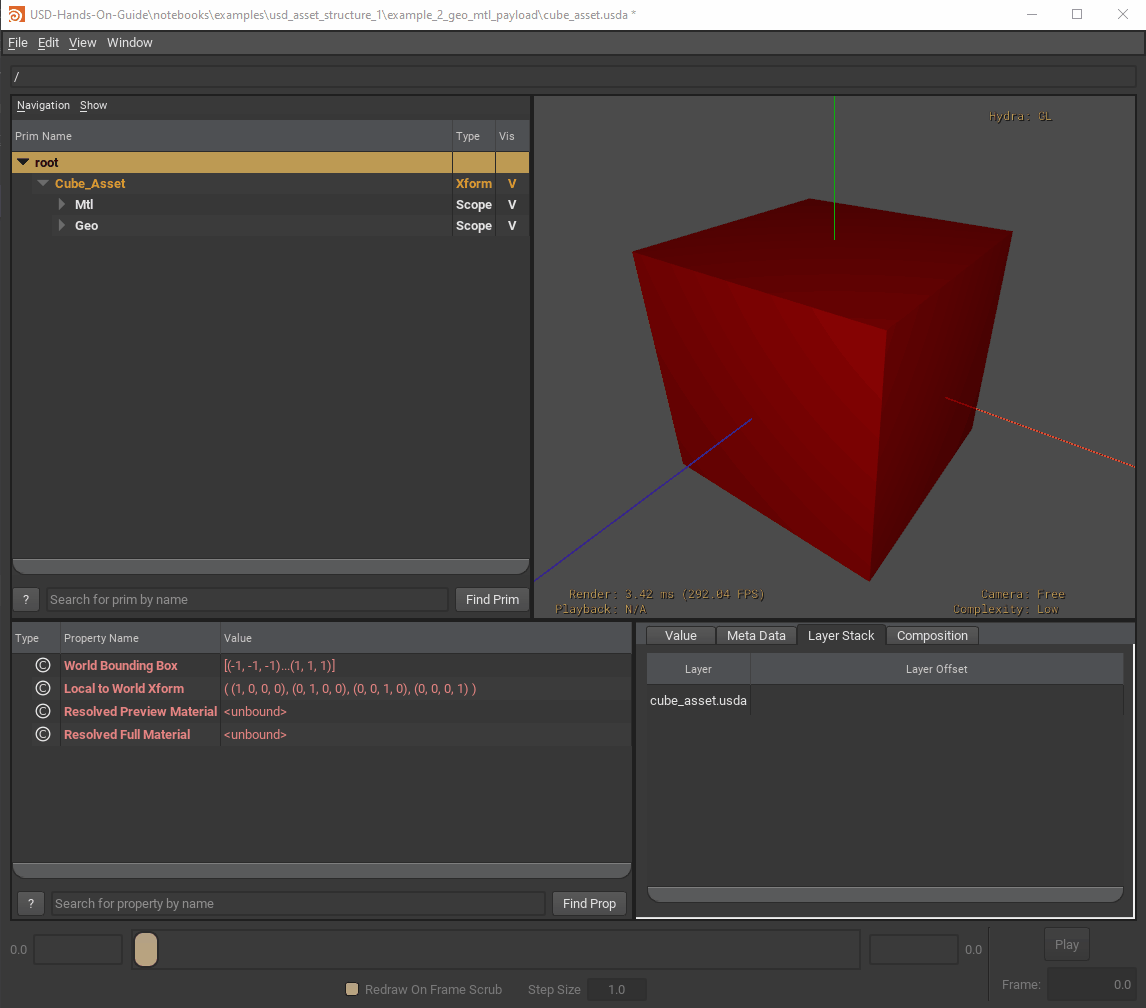 USD-Hands-On-Guide\notebooks\examples\usd_asset_structure_1\example_2_geo_mtl_payload\cube_asset.usda *
File Edit View Window
/
Navigation Show
Prim Name Type Vis
root
Cube_Asset Xform V
Mtl Scope V
Geo Scope V
? Search for prim by name Find Prim
Hydra: GL
Render: 3.42 ms (292.04 FPS)
Playback: N/A
Camera: Free
Complexity: Low
Type Property Name Value
C World Bounding Box [(-1, -1, -1)...(1, 1, 1)]
C Local to World Xform ( (1, 0, 0, 0), (0, 1, 0, 0), (0, 0, 1, 0), (0, 0, 0, 1) )
C Resolved Preview Material <unbound>
C Resolved Full Material <unbound>
? Search for property by name Find Prop
Value Meta Data Layer Stack Composition
Layer Layer Offset
cube_asset.usda
0.0 0.0 Play
Redraw On Frame Scrub Step Size 1.0 Frame: 0.0